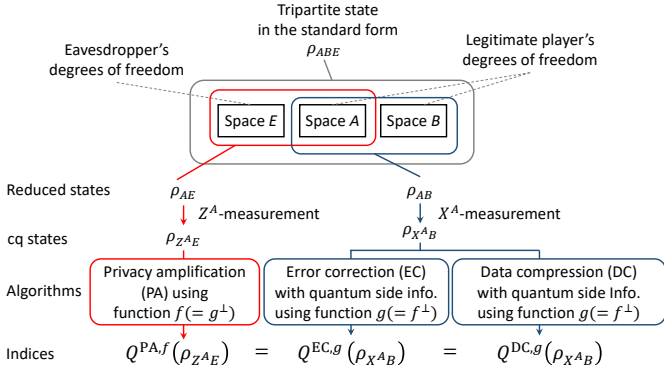 Tripartite state
in the standard form
ρ_ABE
Eavesdropper's
degrees of freedom
Legitimate player's
degrees of freedom
Space E
Space A
Space B
Reduced states
ρ_AE
ρ_AB
Z^A-measurement
X^A-measurement
cq states
ρ_{Z^A E}
ρ_{X^A B}
Algorithms
Privacy amplification
(PA) using
function f(= g^⊥)
Error correction (EC)
with quantum side info.
using function g(= f^⊥)
Data compression (DC)
with quantum side Info.
using function g(= f^⊥)
Indices
Q^{PA,f}(ρ_{Z^A E}) = Q^{EC,g}(ρ_{X^A B}) = Q^{DC,g}(ρ_{X^A B})